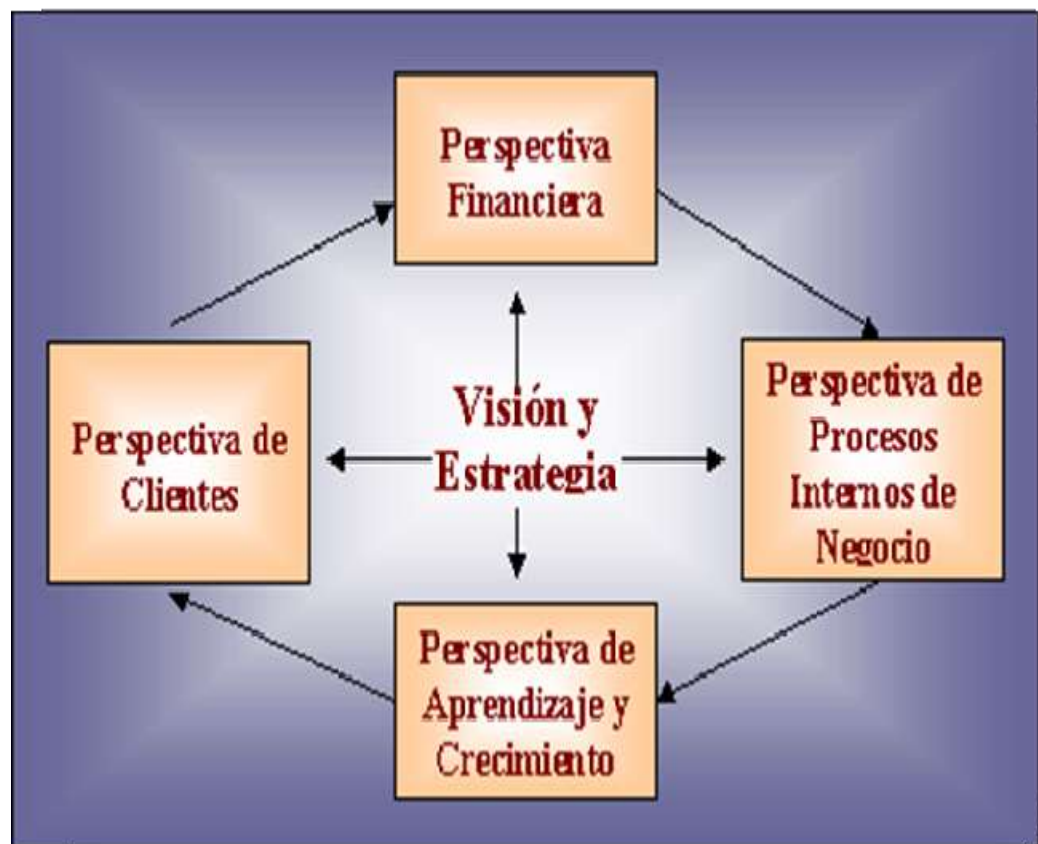 Perspectiva
Financiera
Perspectiva de
Clientes
Visión y
Estrategia
Perspectiva de
Procesos
Internos de
Negocio
Perspectiva de
Aprendizaje y
Crecimiento